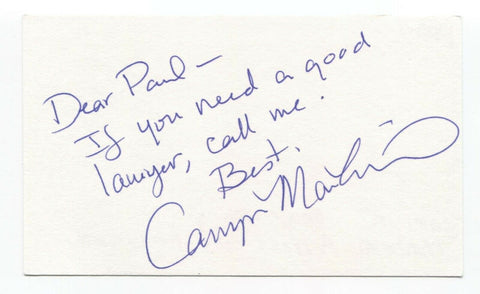 Dear Paul –
If you need a good
lawyer, call me.
Best,